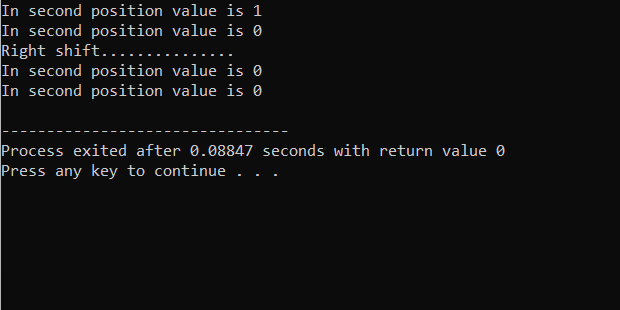 In second position value is 1
In second position value is 0
Right shift...............
In second position value is 0
In second position value is 0
--------------------------------
Process exited after 0.08847 seconds with return value 0
Press any key to continue . . .